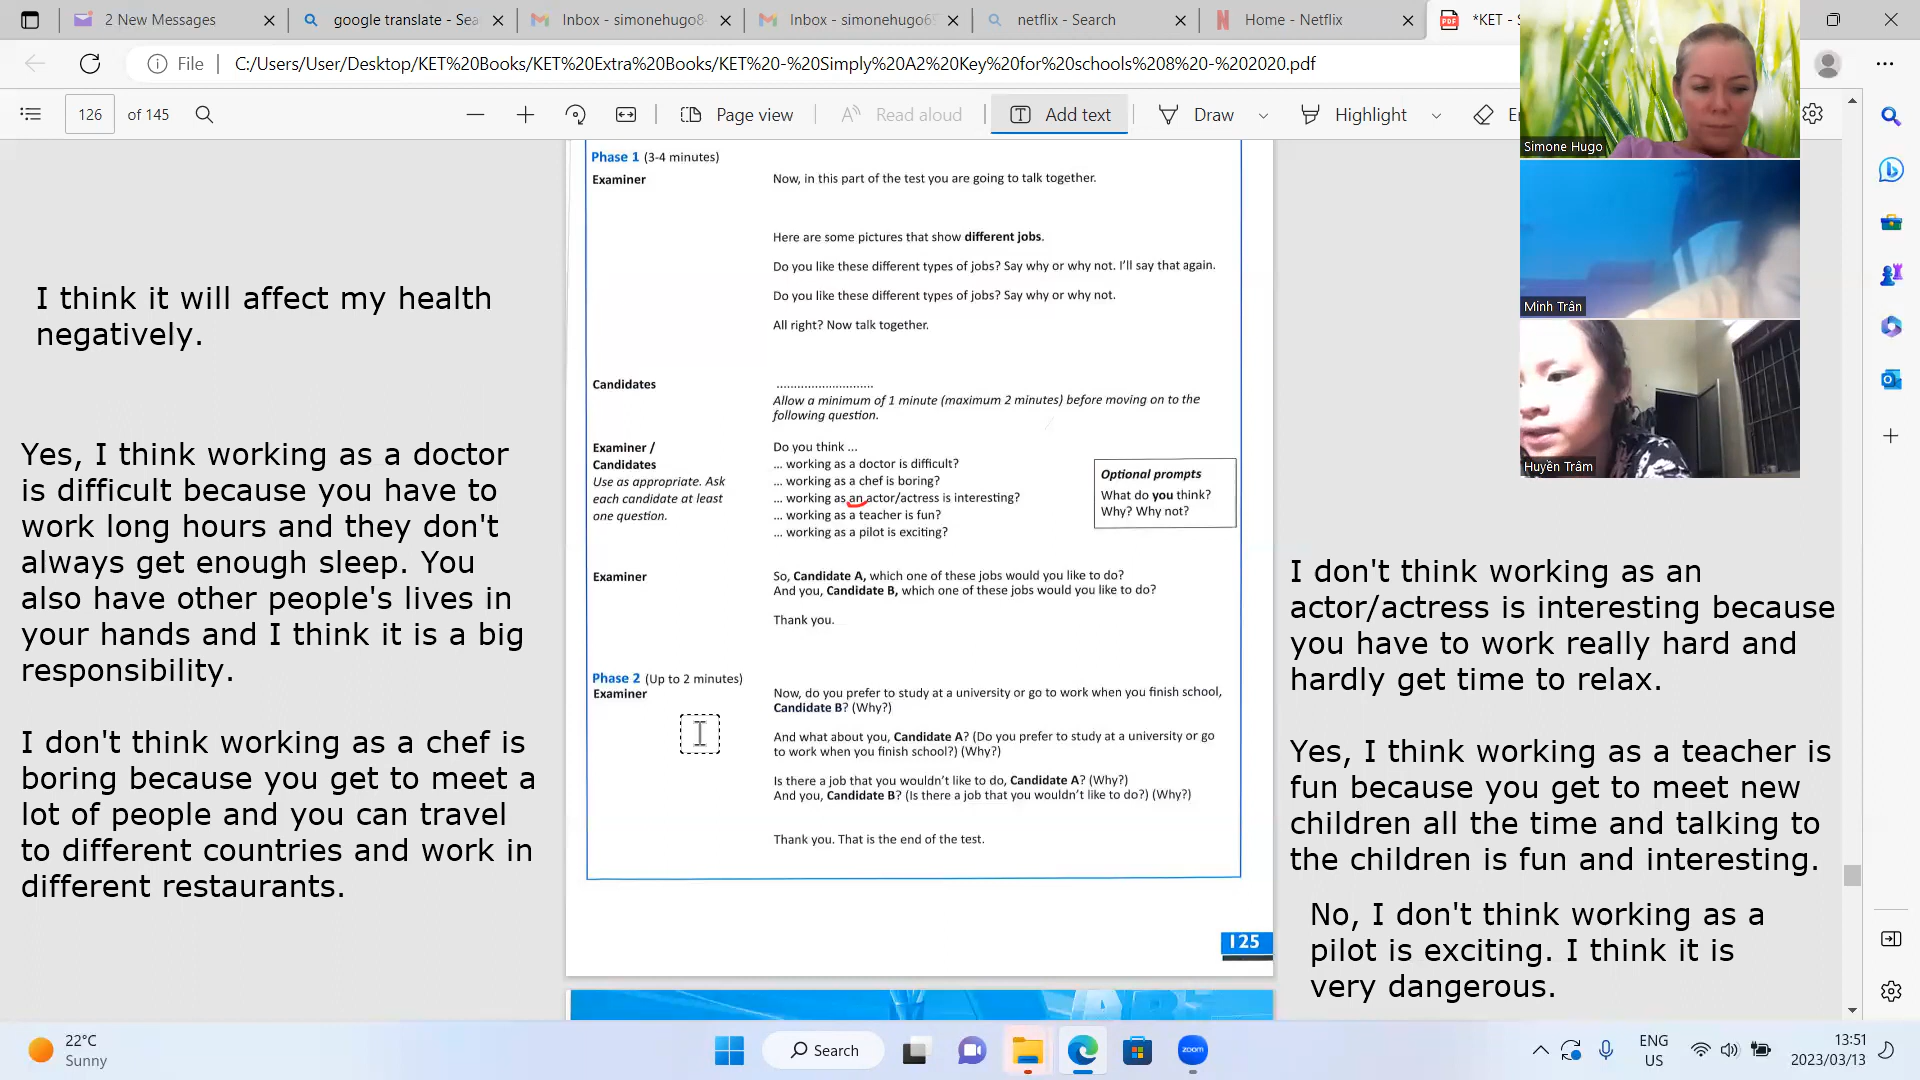 2 New Messages
google translate - Sea
Inbox - simonehugo8
Inbox - simonehugo6
netflix - Search
Home - Netflix
*KET - S
File
C:/Users/User/Desktop/KET%20Books/KET%20Extra%20Books/KET%20-%20Simply%20A2%20Key%20for%20schools%208%20-%202020.pdf
126 of 145
Page view
Read aloud
Add text
Draw
Highlight
Simone Hugo
Minh Trân
Huyền Trâm
Phase 1 (3-4 minutes)
Examiner
Now, in this part of the test you are going to talk together.
Here are some pictures that show different jobs.
Do you like these different types of jobs? Say why or why not. I'll say that again.
Do you like these different types of jobs? Say why or why not.
All right? Now talk together.
Candidates
............................
Allow a minimum of 1 minute (maximum 2 minutes) before moving on to the
following question.
Examiner /
Candidates
Use as appropriate. Ask
each candidate at least
one question.
Do you think ...
... working as a doctor is difficult?
... working as a chef is boring?
... working as an actor/actress is interesting?
... working as a teacher is fun?
... working as a pilot is exciting?
Optional prompts
What do you think?
Why? Why not?
Examiner
So, Candidate A, which one of these jobs would you like to do?
And you, Candidate B, which one of these jobs would you like to do?
Thank you.
Phase 2 (Up to 2 minutes)
Examiner
Now, do you prefer to study at a university or go to work when you finish school,
Candidate B? (Why?)
And what about you, Candidate A? (Do you prefer to study at a university or go
to work when you finish school?) (Why?)
Is there a job that you wouldn't like to do, Candidate A? (Why?)
And you, Candidate B? (Is there a job that you wouldn't like to do?) (Why?)
Thank you. That is the end of the test.
125
I think it will affect my health
negatively.
Yes, I think working as a doctor
is difficult because you have to
work long hours and they don't
always get enough sleep. You
also have other people's lives in
your hands and I think it is a big
responsibility.
I don't think working as a chef is
boring because you get to meet a
lot of people and you can travel
to different countries and work in
different restaurants.
I don't think working as an
actor/actress is interesting because
you have to work really hard and
hardly get time to relax.
Yes, I think working as a teacher is
fun because you get to meet new
children all the time and talking to
the children is fun and interesting.
No, I don't think working as a
pilot is exciting. I think it is
very dangerous.
22°C
Sunny
Search
zoom
ENG
US
13:51
2023/03/13